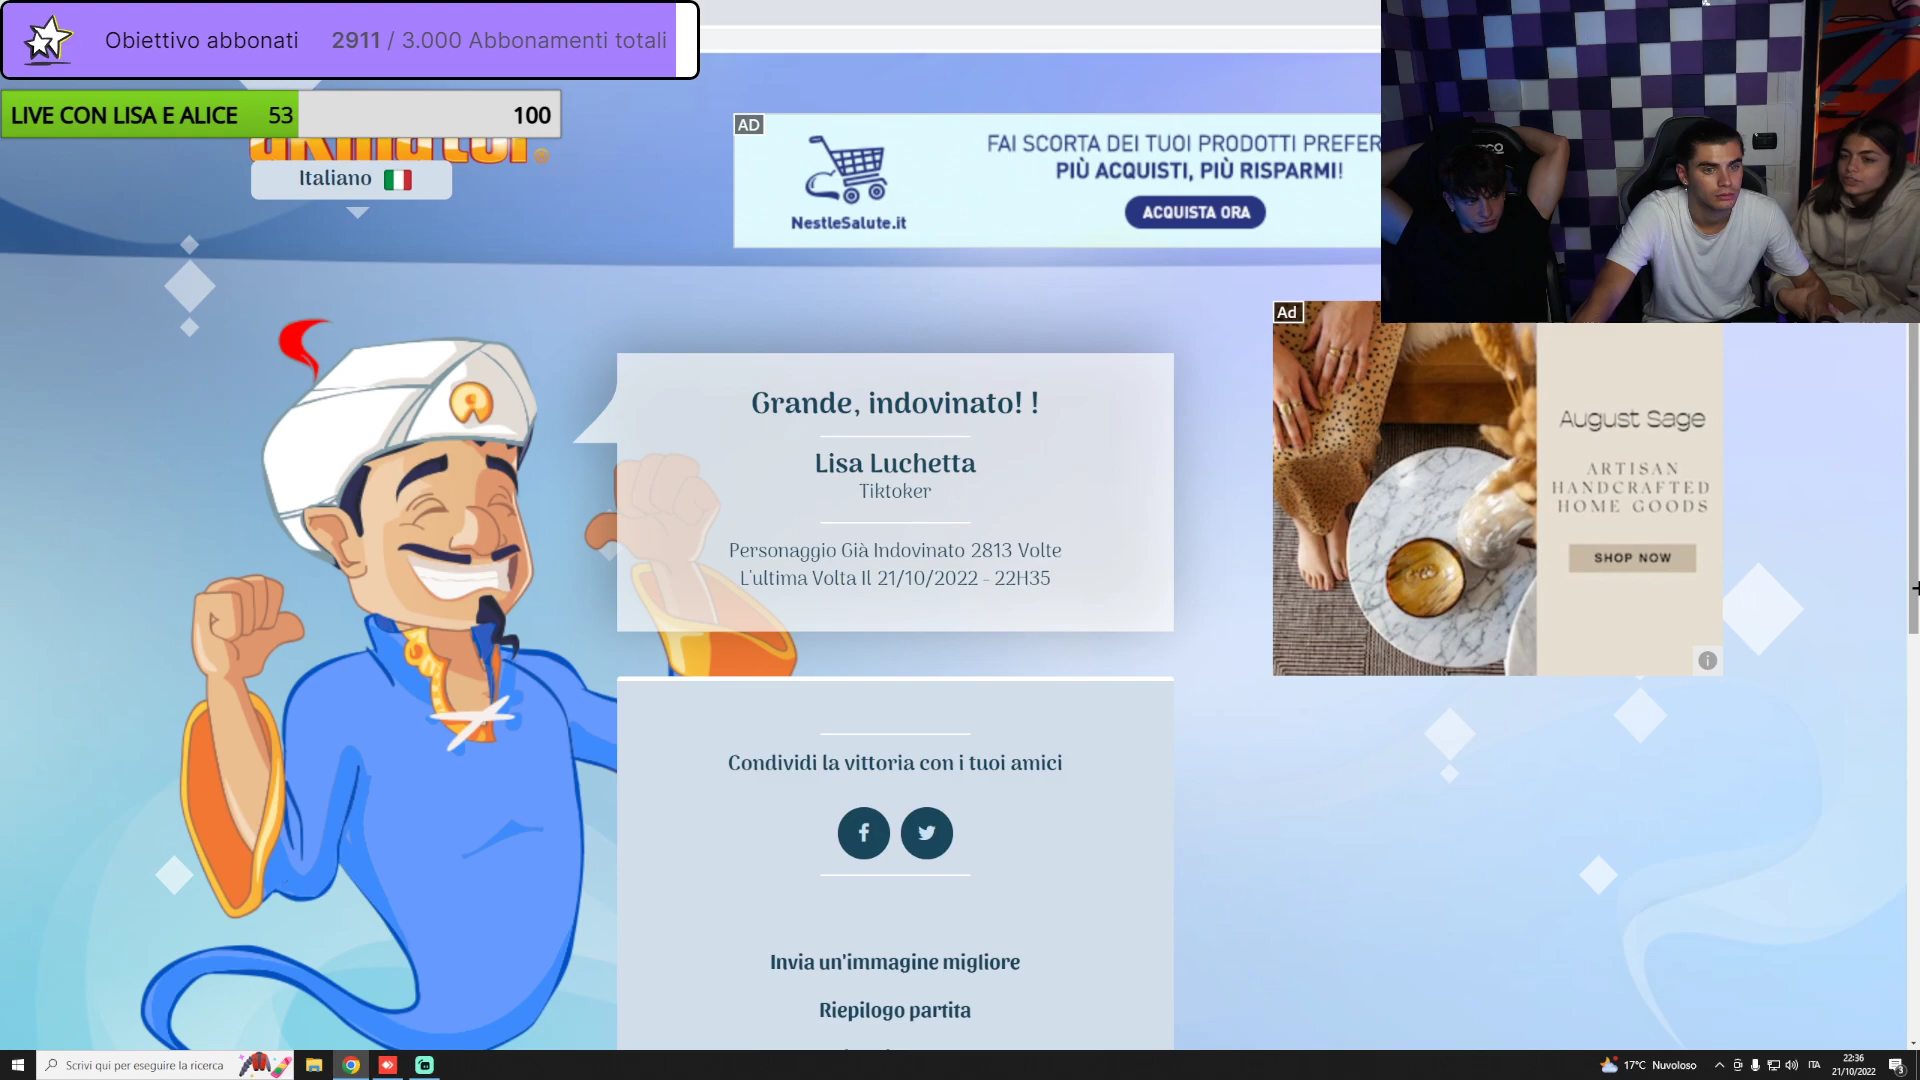 Obiettivo abbonati 2911 / 3.000 Abbonamenti totali
LIVE CON LISA E ALICE 53 100
akinator
Italiano
AD
FAI SCORTA DEI TUOI PRODOTTI PREFER
PIÙ ACQUISTI, PIÙ RISPARMI!
NestleSalute.it
ACQUISTA ORA
Ad
Grande, indovinato! !
Lisa Luchetta
Tiktoker
Personaggio Già Indovinato 2813 Volte
L'ultima Volta Il 21/10/2022 - 22H35
August Sage
ARTISAN
HANDCRAFTED
HOME GOODS
SHOP NOW
Condividi la vittoria con i tuoi amici
Invia un'immagine migliore
Riepilogo partita
Scrivi qui per eseguire la ricerca
17°C Nuvoloso
ITA
22:36
21/10/2022
3